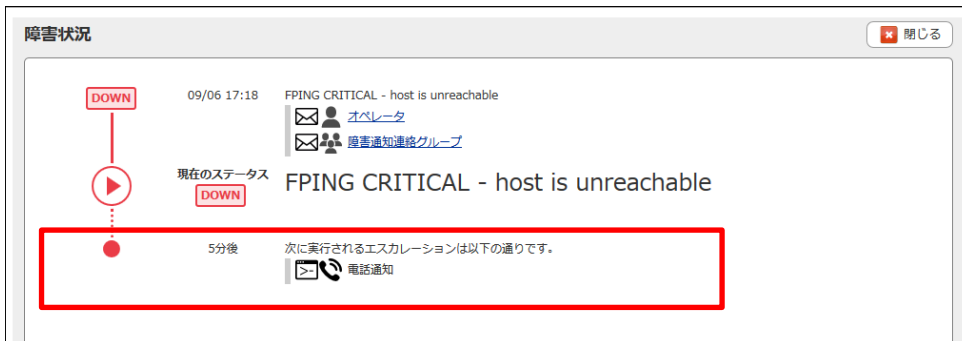 障害状況
閉じる
DOWN
09/06 17:18
FPING CRITICAL - host is unreachable
オペレータ
障害通知連絡グループ
現在のステータス
DOWN
FPING CRITICAL - host is unreachable
5分後
次に実行されるエスカレーションは以下の通りです。
電話通知